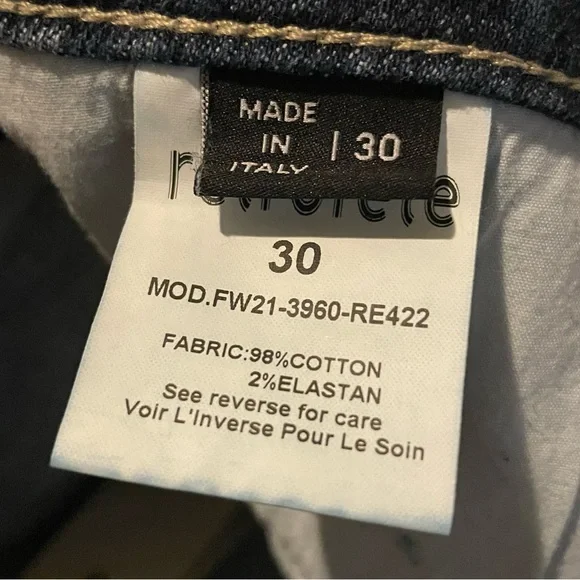 MADE
IN | 30
ITALY
30
MOD.FW21-3960-RE422
FABRIC:98%COTTON
2%ELASTAN
See reverse for care
Voir L'Inverse Pour Le Soin